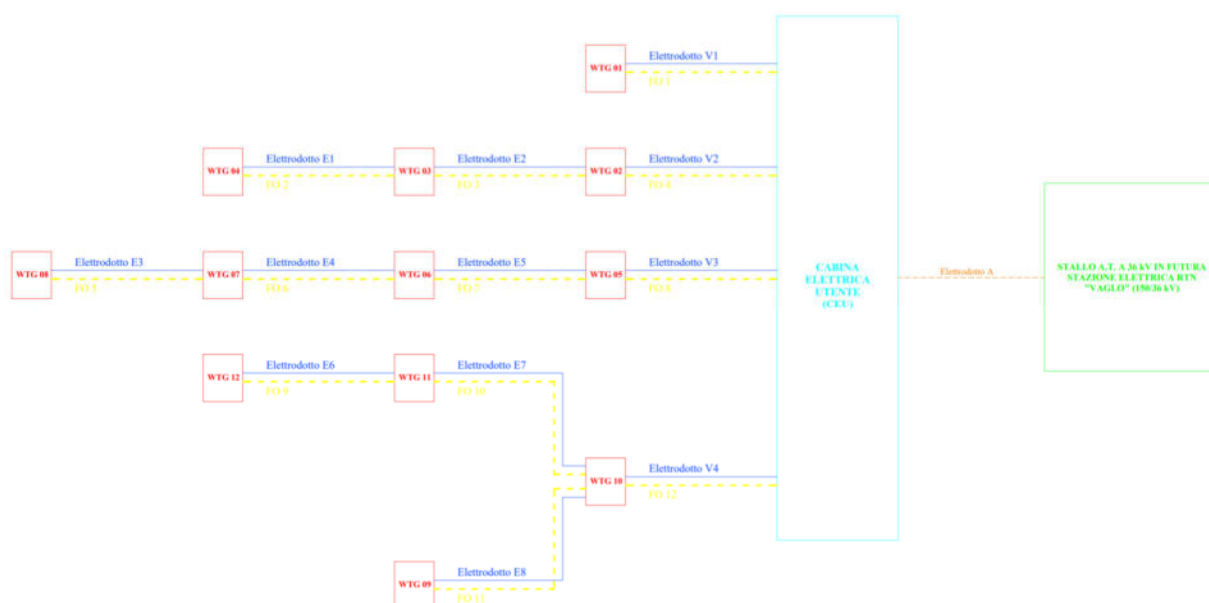 Elettrodotto V1
WTG 01
FO 1
Elettrodotto E1
Elettrodotto E2
Elettrodotto V2
WTG 04
WTG 03
WTG 02
FO 2
FO 3
FO 4
Elettrodotto E3
Elettrodotto E4
Elettrodotto E5
Elettrodotto V3
WTG 08
WTG 07
WTG 06
WTG 05
FO 5
FO 6
FO 7
FO 8
CABINA
ELETTRICA
UTENTE
(CEU)
Elettrodotto A
STALLO A.T. A 36 kV IN FUTURA
STAZIONE ELETTRICA RTN
"VAGLO" (150/36 kV)
Elettrodotto E6
Elettrodotto E7
WTG 12
WTG 11
FO 9
FO 10
Elettrodotto V4
WTG 10
FO 12
Elettrodotto E8
WTG 09
FO 11